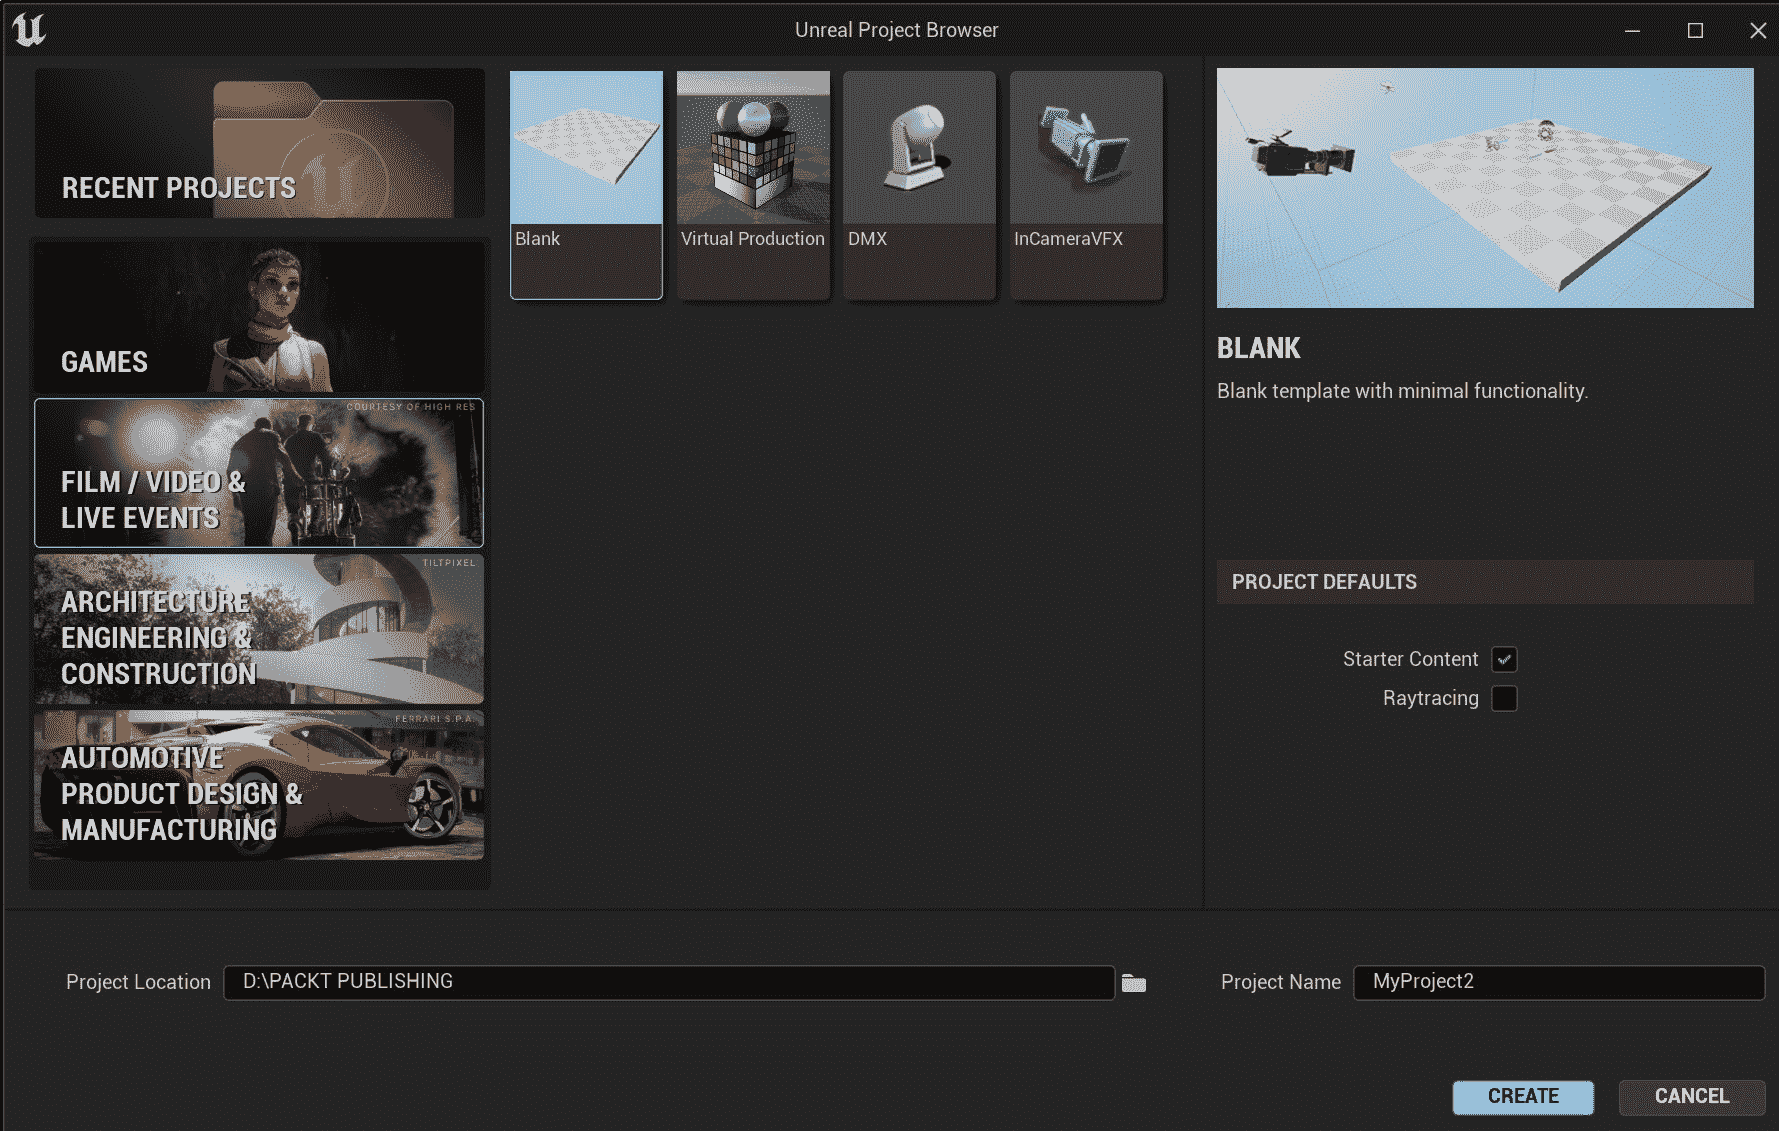 Unreal Project Browser
RECENT PROJECTS
GAMES
COURTESY OF HIGH RES
FILM / VIDEO &
LIVE EVENTS
TILTPIXEL
ARCHITECTURE
ENGINEERING &
CONSTRUCTION
FERRARI S.P.A.
AUTOMOTIVE
PRODUCT DESIGN &
MANUFACTURING
Blank
Virtual Production
DMX
InCameraVFX
BLANK
Blank template with minimal functionality.
PROJECT DEFAULTS
Starter Content
Raytracing
Project Location
D:\PACKT PUBLISHING
Project Name
MyProject2
CREATE
CANCEL